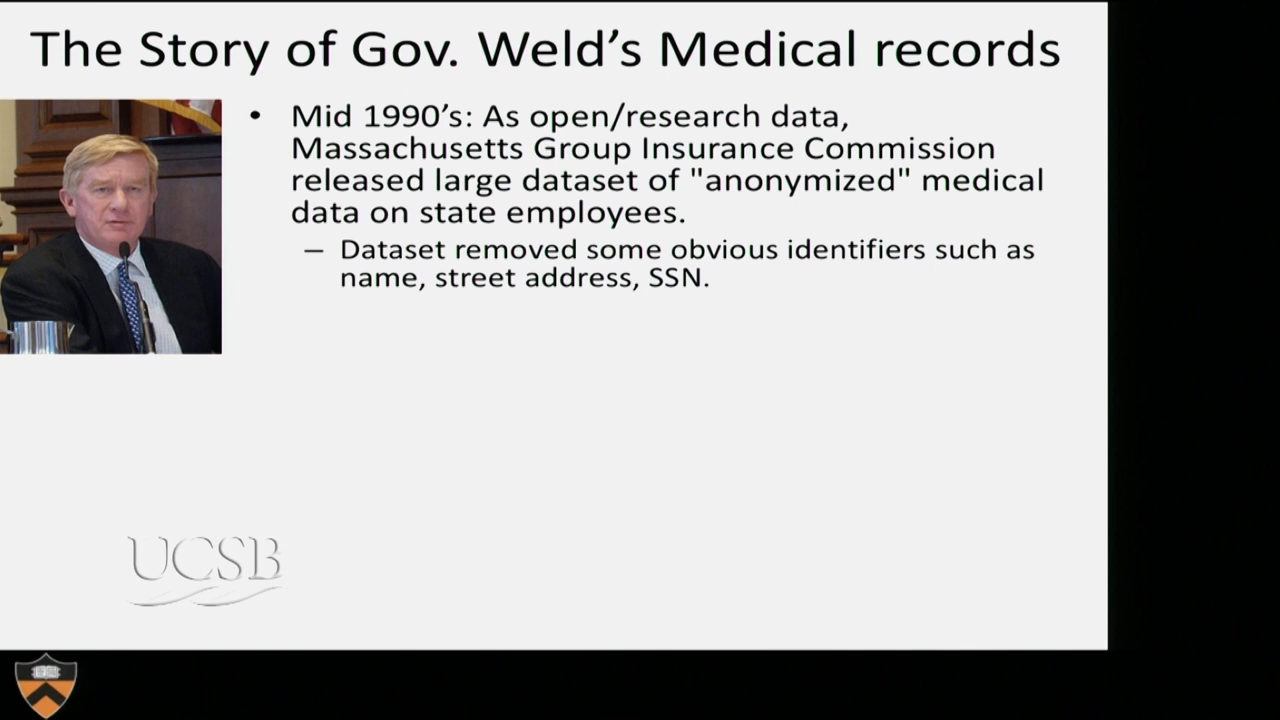 The Story of Gov. Weld’s Medical records
• Mid 1990’s: As open/research data,
Massachusetts Group Insurance Commission
released large dataset of "anonymized" medical
data on state employees.
– Dataset removed some obvious identifiers such as
name, street address, SSN.
UCSB